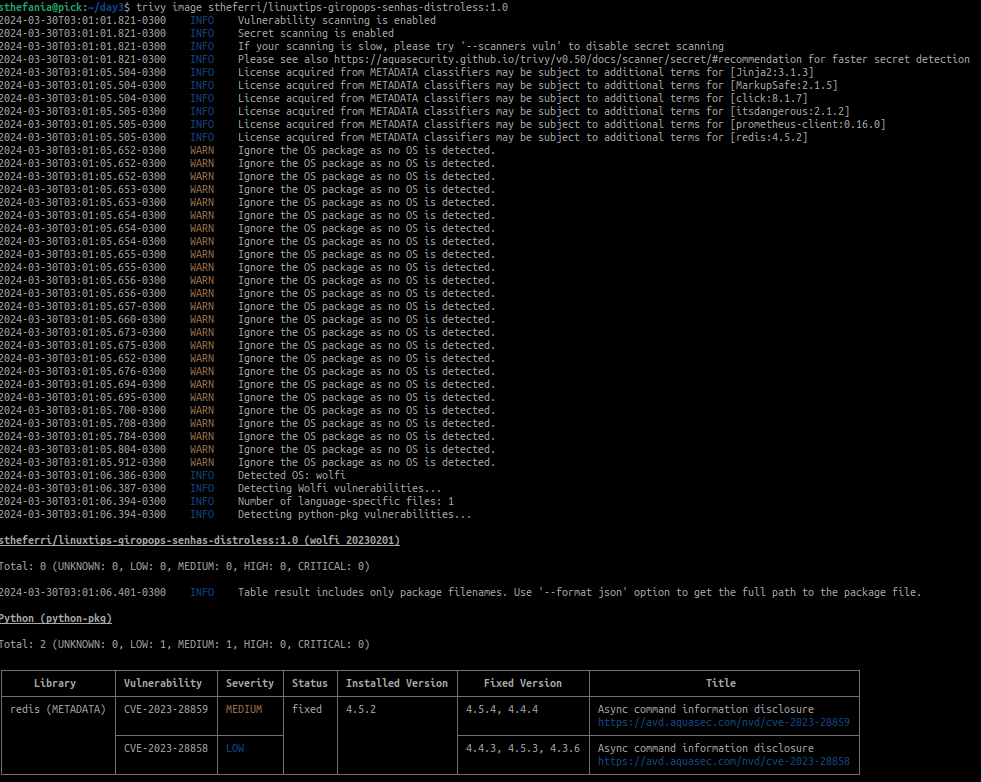 sthefania@pick:~/day3$ trivy image stheferri/linuxtips-giropops-senhas-distroless:1.0
2024-03-30T03:01:01.821-0300 INFO Vulnerability scanning is enabled
2024-03-30T03:01:01.821-0300 INFO Secret scanning is enabled
2024-03-30T03:01:01.821-0300 INFO If your scanning is slow, please try '--scanners vuln' to disable secret scanning
2024-03-30T03:01:01.821-0300 INFO Please see also https://aquasecurity.github.io/trivy/v0.50/docs/scanner/secret/#recommendation for faster secret detection
2024-03-30T03:01:05.504-0300 INFO License acquired from METADATA classifiers may be subject to additional terms for [Jinja2:3.1.3]
2024-03-30T03:01:05.504-0300 INFO License acquired from METADATA classifiers may be subject to additional terms for [MarkupSafe:2.1.5]
2024-03-30T03:01:05.504-0300 INFO License acquired from METADATA classifiers may be subject to additional terms for [click:8.1.7]
2024-03-30T03:01:05.505-0300 INFO License acquired from METADATA classifiers may be subject to additional terms for [itsdangerous:2.1.2]
2024-03-30T03:01:05.505-0300 INFO License acquired from METADATA classifiers may be subject to additional terms for [prometheus-client:0.16.0]
2024-03-30T03:01:05.505-0300 INFO License acquired from METADATA classifiers may be subject to additional terms for [redis:4.5.2]
2024-03-30T03:01:05.652-0300 WARN Ignore the OS package as no OS is detected.
2024-03-30T03:01:05.652-0300 WARN Ignore the OS package as no OS is detected.
2024-03-30T03:01:05.652-0300 WARN Ignore the OS package as no OS is detected.
2024-03-30T03:01:05.653-0300 WARN Ignore the OS package as no OS is detected.
2024-03-30T03:01:05.653-0300 WARN Ignore the OS package as no OS is detected.
2024-03-30T03:01:05.654-0300 WARN Ignore the OS package as no OS is detected.
2024-03-30T03:01:05.654-0300 WARN Ignore the OS package as no OS is detected.
2024-03-30T03:01:05.654-0300 WARN Ignore the OS package as no OS is detected.
2024-03-30T03:01:05.655-0300 WARN Ignore the OS package as no OS is detected.
2024-03-30T03:01:05.655-0300 WARN Ignore the OS package as no OS is detected.
2024-03-30T03:01:05.656-0300 WARN Ignore the OS package as no OS is detected.
2024-03-30T03:01:05.656-0300 WARN Ignore the OS package as no OS is detected.
2024-03-30T03:01:05.657-0300 WARN Ignore the OS package as no OS is detected.
2024-03-30T03:01:05.660-0300 WARN Ignore the OS package as no OS is detected.
2024-03-30T03:01:05.673-0300 WARN Ignore the OS package as no OS is detected.
2024-03-30T03:01:05.675-0300 WARN Ignore the OS package as no OS is detected.
2024-03-30T03:01:05.652-0300 WARN Ignore the OS package as no OS is detected.
2024-03-30T03:01:05.676-0300 WARN Ignore the OS package as no OS is detected.
2024-03-30T03:01:05.694-0300 WARN Ignore the OS package as no OS is detected.
2024-03-30T03:01:05.695-0300 WARN Ignore the OS package as no OS is detected.
2024-03-30T03:01:05.700-0300 WARN Ignore the OS package as no OS is detected.
2024-03-30T03:01:05.708-0300 WARN Ignore the OS package as no OS is detected.
2024-03-30T03:01:05.784-0300 WARN Ignore the OS package as no OS is detected.
2024-03-30T03:01:05.804-0300 WARN Ignore the OS package as no OS is detected.
2024-03-30T03:01:05.912-0300 WARN Ignore the OS package as no OS is detected.
2024-03-30T03:01:06.386-0300 INFO Detected OS: wolfi
2024-03-30T03:01:06.387-0300 INFO Detecting Wolfi vulnerabilities...
2024-03-30T03:01:06.394-0300 INFO Number of language-specific files: 1
2024-03-30T03:01:06.394-0300 INFO Detecting python-pkg vulnerabilities...
stheferri/linuxtips-giropops-senhas-distroless:1.0 (wolfi 20230201)
Total: 0 (UNKNOWN: 0, LOW: 0, MEDIUM: 0, HIGH: 0, CRITICAL: 0)
2024-03-30T03:01:06.401-0300 INFO Table result includes only package filenames. Use '--format json' option to get the full path to the package file.
Python (python-pkg)
Total: 2 (UNKNOWN: 0, LOW: 1, MEDIUM: 1, HIGH: 0, CRITICAL: 0)
Library Vulnerability Severity Status Installed Version Fixed Version Title
redis (METADATA) CVE-2023-28859 MEDIUM fixed 4.5.2 4.5.4, 4.4.4 Async command information disclosure
https://avd.aquasec.com/nvd/cve-2023-28859
CVE-2023-28858 LOW 4.4.3, 4.5.3, 4.3.6 Async command information disclosure
https://avd.aquasec.com/nvd/cve-2023-28858